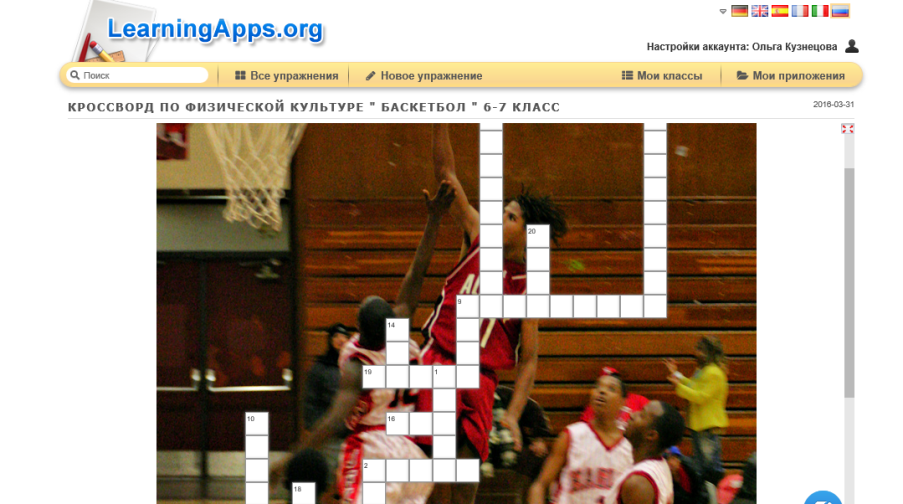 LearningApps.org
Настройки аккаунта: Ольга Кузнецова
Поиск
Все упражнения
Новое упражнение
Мои классы
Мои приложения
КРОССВОРД ПО ФИЗИЧЕСКОЙ КУЛЬТУРЕ " БАСКЕТБОЛ " 6-7 КЛАСС
2016-03-31
20
9
14
19
1
10
16
2
18